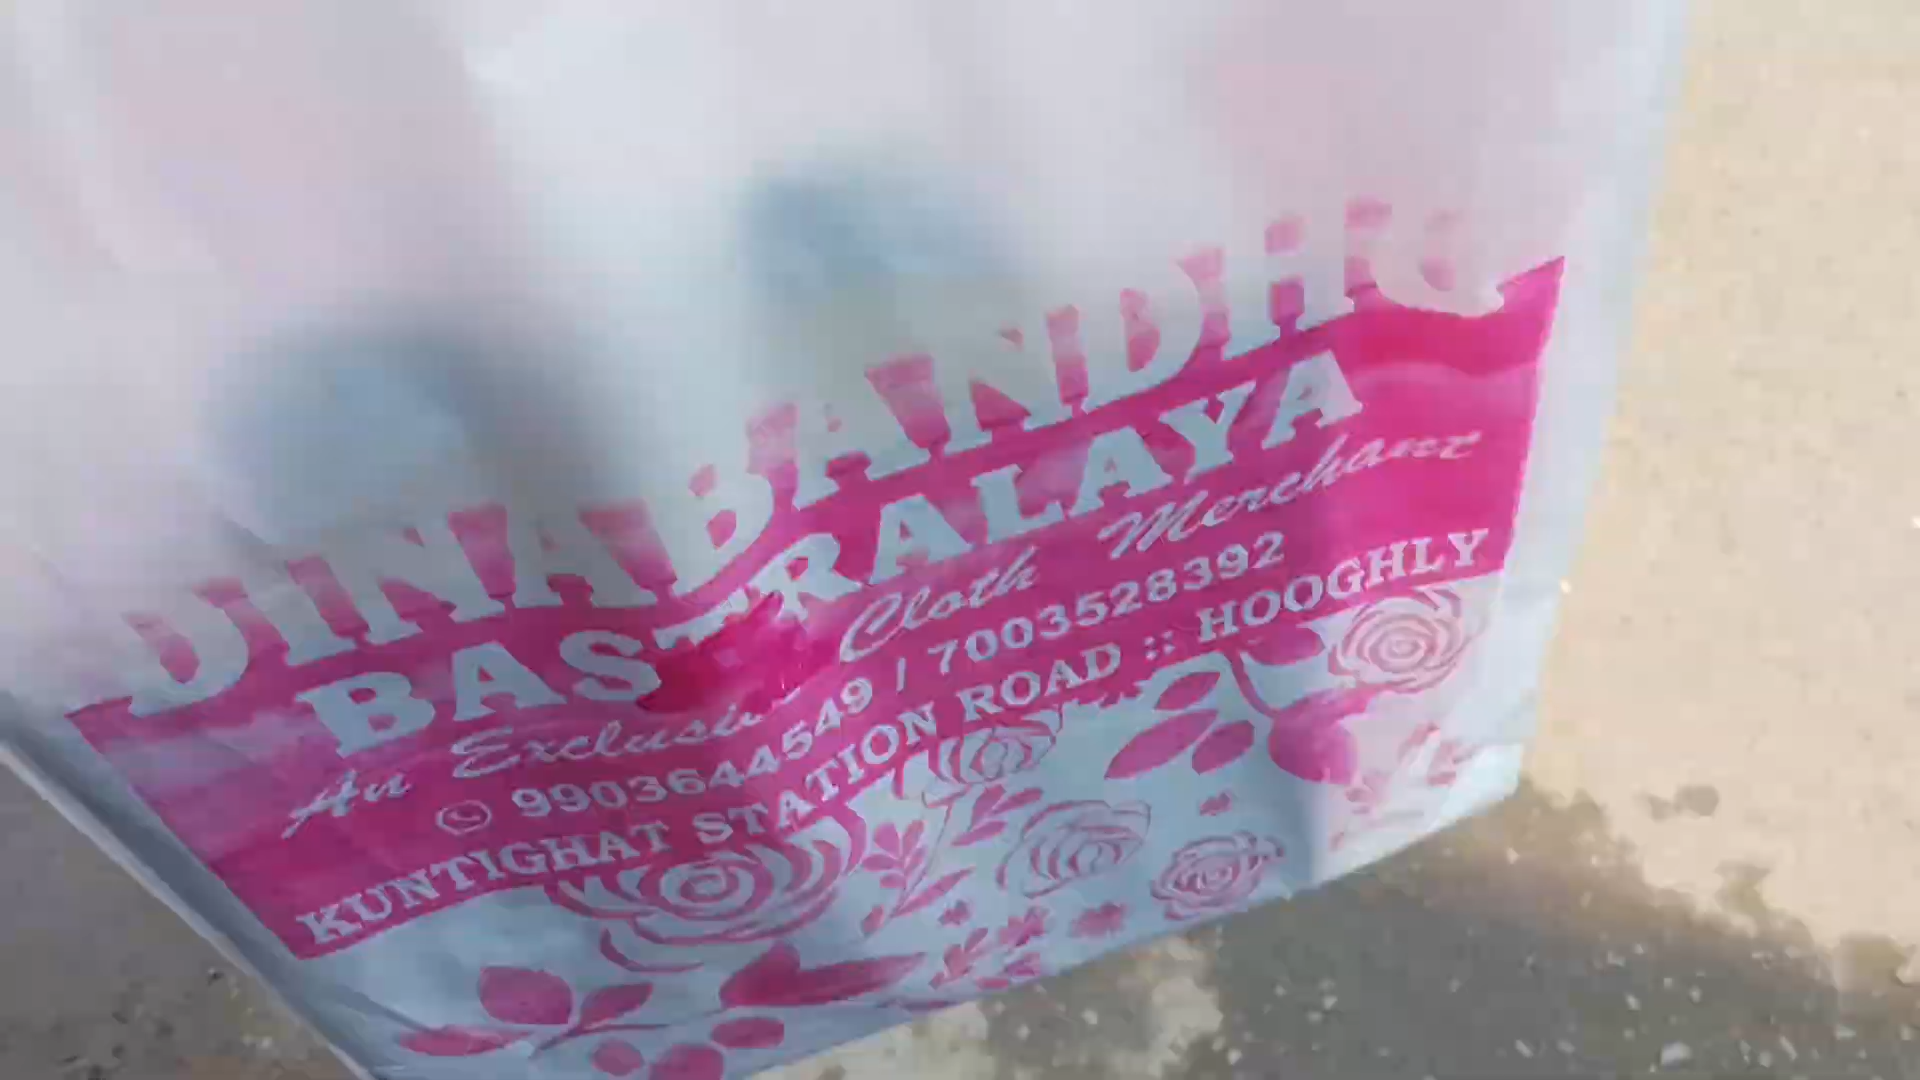 DINABANDHU
BASTRALAYA
An Exclusive Cloth Merchant
9903644549 / 7003528392
KUNTIGHAT STATION ROAD :: HOOGHLY